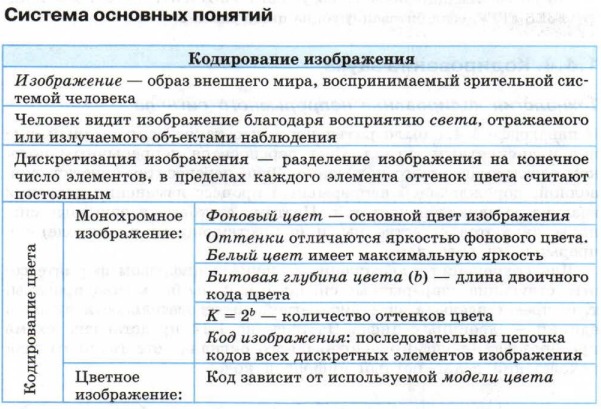 Система основных понятий
Кодирование изображения
Изображение — образ внешнего мира, воспринимаемый зрительной сис-
темой человека
Человек видит изображение благодаря восприятию света, отражаемого
или излучаемого объектами наблюдения
Дискретизация изображения — разделение изображения на конечное
число элементов, в пределах каждого элемента оттенок цвета считают
постоянным
Кодирование цвета
Монохромное
изображение:
Фоновый цвет — основной цвет изображения
Оттенки отличаются яркостью фонового цвета.
Белый цвет имеет максимальную яркость
Битовая глубина цвета (b) — длина двоичного
кода цвета
K = 2ᵇ — количество оттенков цвета
Код изображения: последовательная цепочка
кодов всех дискретных элементов изображения
Цветное
изображение:
Код зависит от используемой модели цвета